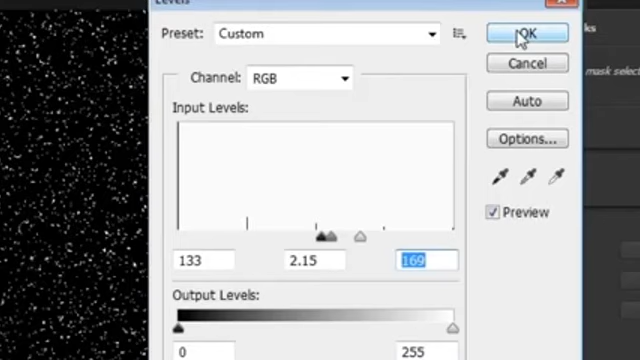 Levels
Preset: Custom
OK
ks
Channel: RGB
Cancel
mask select
Input Levels:
Auto
Options...
Preview
133 2.15 169
Output Levels:
0 255